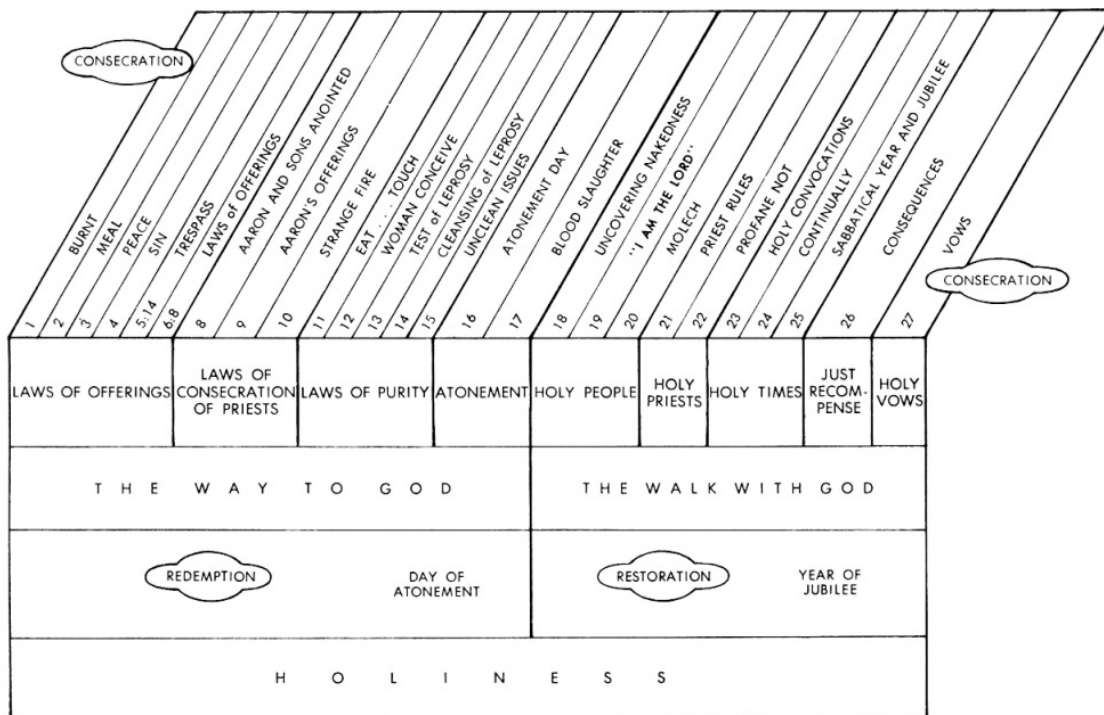 CONSECRATION
BURNT
MEAL
PEACE
SIN
TRESPASS
LAWS of OFFERINGS
AARON AND SONS ANOINTED
AARON'S OFFERINGS
STRANGE FIRE
EAT . . . TOUCH
WOMAN CONCEIVE
TEST of LEPROSY
CLEANSING of LEPROSY
UNCLEAN ISSUES
ATONEMENT DAY
BLOOD SLAUGHTER
UNCOVERING NAKEDNESS
"I AM THE LORD"
MOLECH
PRIEST RULES
PROFANE NOT
HOLY CONVOCATIONS
CONTINUALLY
SABBATICAL YEAR AND JUBILEE
CONSEQUENCES
VOWS
CONSECRATION
1
2
3
4
5:14
6:8
8
9
10
11
12
13
14
15
16
17
18
19
20
21
22
23
24
25
26
27
LAWS OF OFFERINGS
LAWS OF
CONSECRATION
OF PRIESTS
LAWS OF PURITY
ATONEMENT
HOLY PEOPLE
HOLY
PRIESTS
HOLY TIMES
JUST
RECOM-
PENSE
HOLY
VOWS
THE WAY TO GOD
THE WALK WITH GOD
REDEMPTION
DAY OF
ATONEMENT
RESTORATION
YEAR OF
JUBILEE
HOLINESS